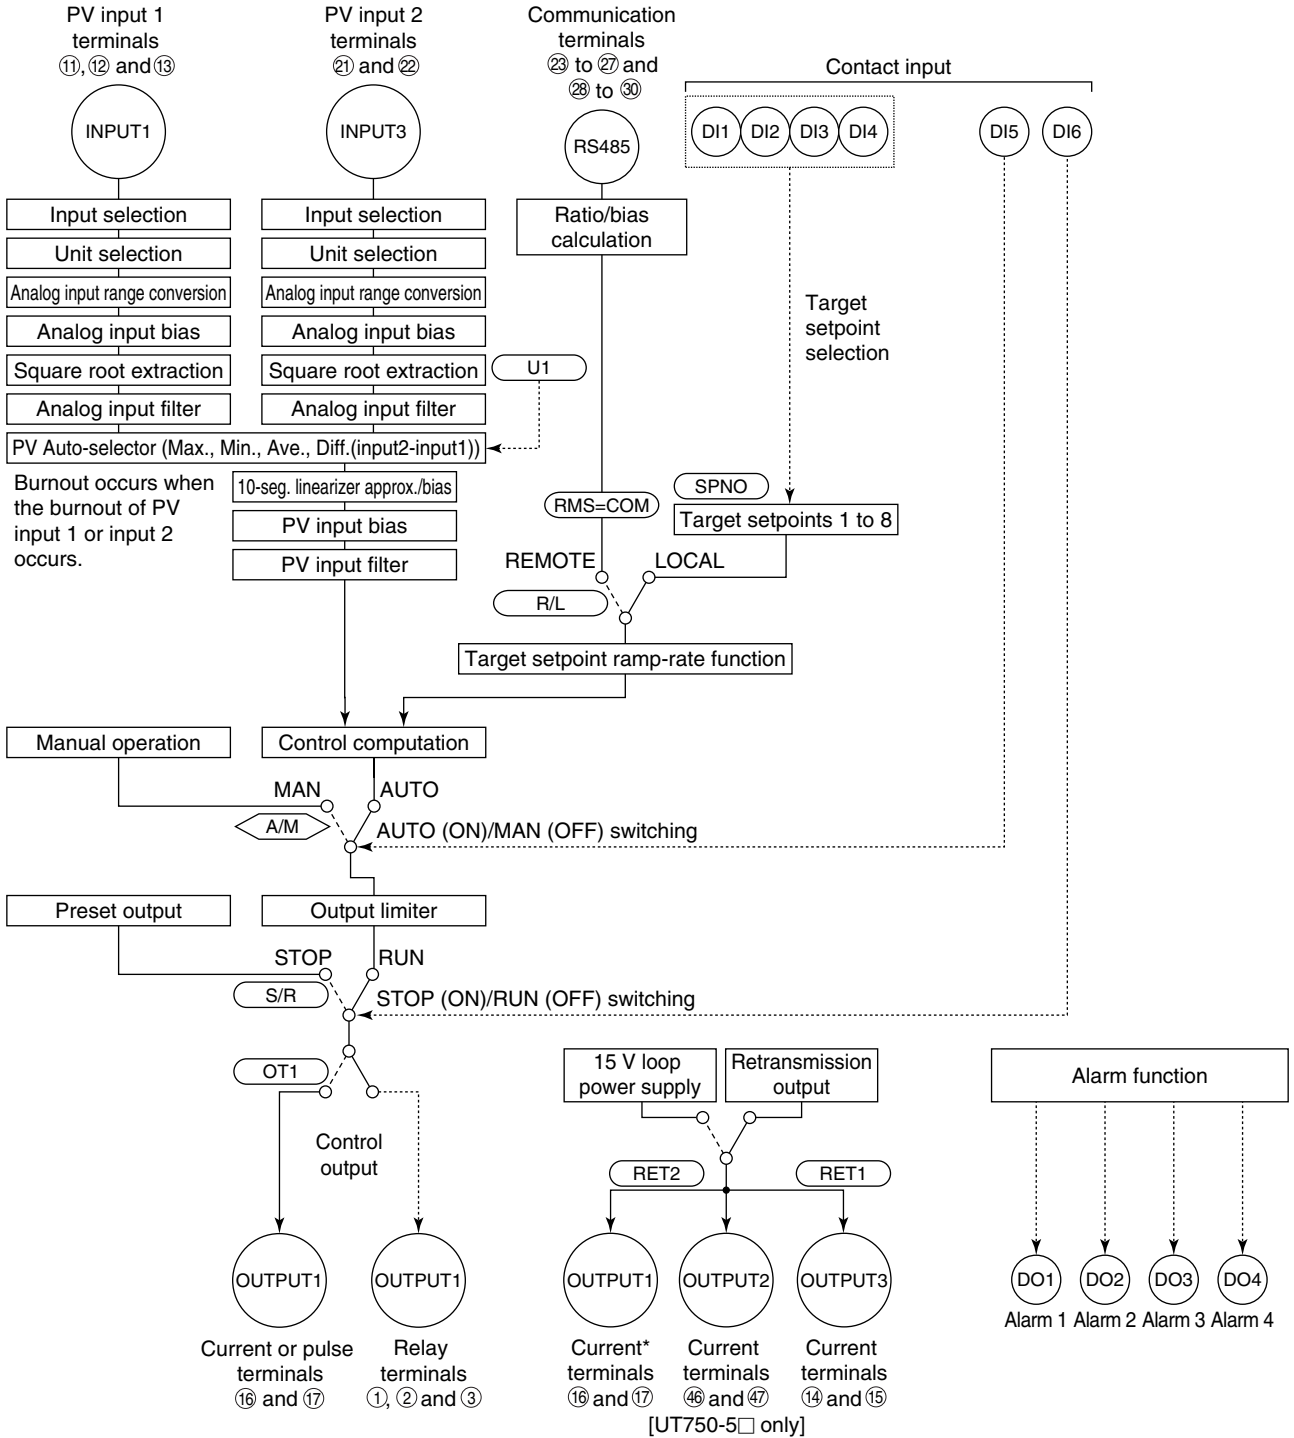 PV input 1
terminals
⑪, ⑫ and ⑬
PV input 2
terminals
㉑ and ㉒
Communication
terminals
㉓ to ㉗ and
㉘ to ㉚
Contact input
INPUT1
INPUT3
RS485
DI1
DI2
DI3
DI4
DI5
DI6
Input selection
Unit selection
Analog input range conversion
Analog input bias
Square root extraction
Analog input filter
Input selection
Unit selection
Analog input range conversion
Analog input bias
Square root extraction
Analog input filter
Ratio/bias
calculation
Target
setpoint
selection
U1
PV Auto-selector (Max., Min., Ave., Diff.(input2-input1))
Burnout occurs when
the burnout of PV
input 1 or input 2
occurs.
10-seg. linearizer approx./bias
PV input bias
PV input filter
RMS=COM
SPNO
Target setpoints 1 to 8
REMOTE
LOCAL
R/L
Target setpoint ramp-rate function
Manual operation
Control computation
MAN
AUTO
A/M
AUTO (ON)/MAN (OFF) switching
Preset output
Output limiter
STOP
RUN
S/R
STOP (ON)/RUN (OFF) switching
OT1
Control
output
15 V loop
power supply
Retransmission
output
Alarm function
RET2
RET1
OUTPUT1
OUTPUT1
OUTPUT1
OUTPUT2
OUTPUT3
DO1
DO2
DO3
DO4
Alarm 1
Alarm 2
Alarm 3
Alarm 4
Current or pulse
terminals
⑯ and ⑰
Relay
terminals
①, ② and ③
Current*
terminals
⑯ and ⑰
Current
terminals
㊻ and ㊼
Current
terminals
⑭ and ⑮
[UT750-5□ only]